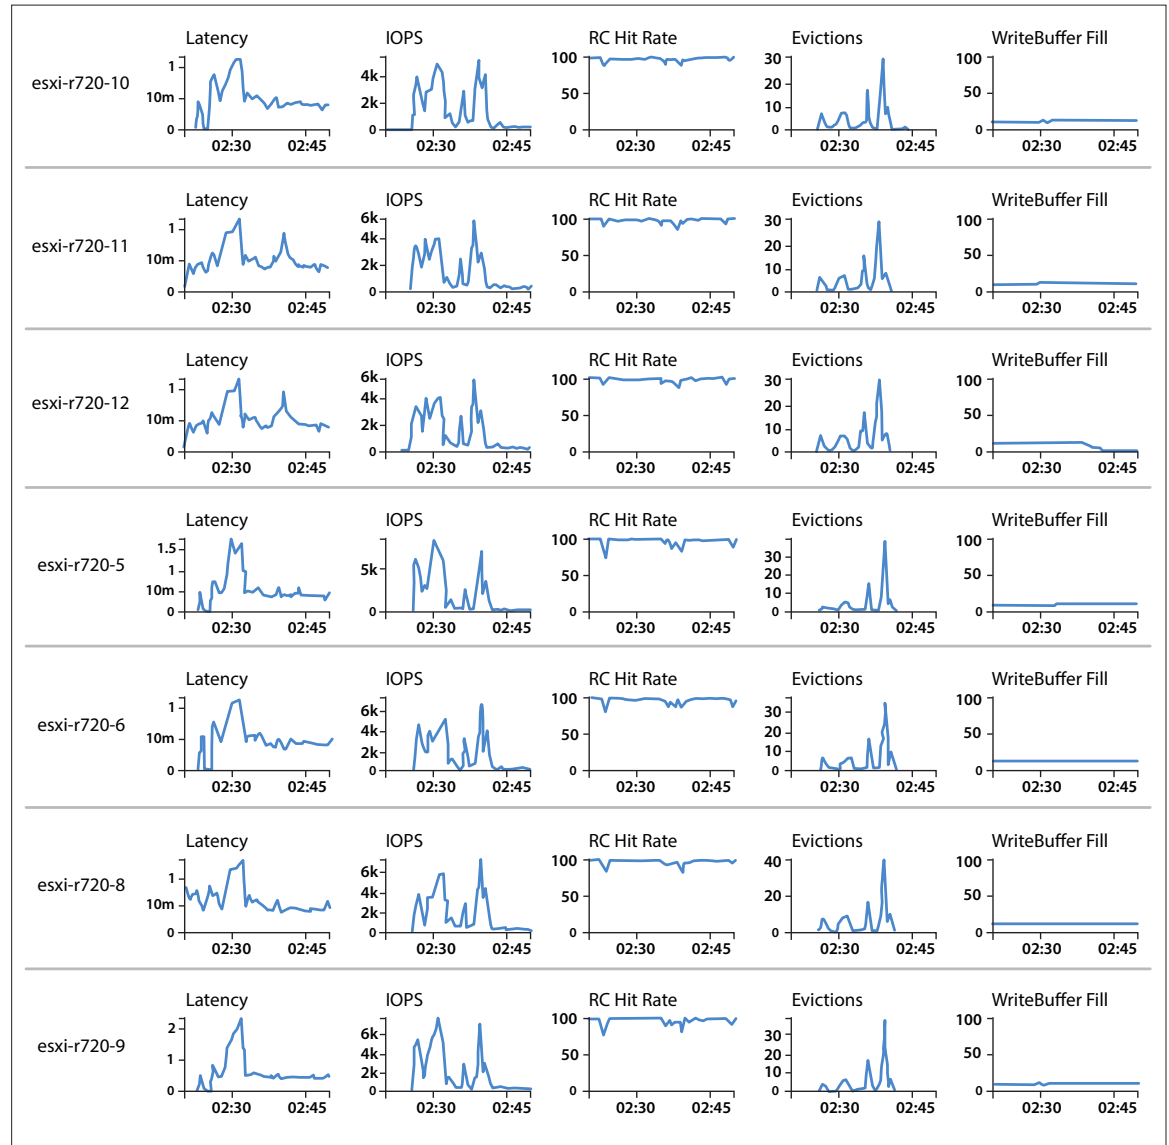 Latency IOPS RC Hit Rate Evictions WriteBuffer Fill
esxi-r720-10
1 10m 0
4k 2k 0
100 50 0
30 20 10 0
100 50 0
02:30 02:45 02:30 02:45 02:30 02:45 02:30 02:45 02:30 02:45
Latency IOPS RC Hit Rate Evictions WriteBuffer Fill
esxi-r720-11
1 10m 0
6k 4k 2k 0
100 50 0
30 20 10 0
100 50 0
02:30 02:45 02:30 02:45 02:30 02:45 02:30 02:45 02:30 02:45
Latency IOPS RC Hit Rate Evictions WriteBuffer Fill
esxi-r720-12
1 10m 0
6k 4k 2k 0
100 50 0
30 20 10 0
100 50 0
02:30 02:45 02:30 02:45 02:30 02:45 02:30 02:45 02:30 02:45
Latency IOPS RC Hit Rate Evictions WriteBuffer Fill
esxi-r720-5
1.5 1 10m 0
5k 0
100 50 0
30 20 10 0
100 50 0
02:30 02:45 02:30 02:45 02:30 02:45 02:30 02:45 02:30 02:45
Latency IOPS RC Hit Rate Evictions WriteBuffer Fill
esxi-r720-6
1 10m 0
6k 4k 2k 0
100 50 0
30 20 10 0
100 50 0
02:30 02:45 02:30 02:45 02:30 02:45 02:30 02:45 02:30 02:45
Latency IOPS RC Hit Rate Evictions WriteBuffer Fill
esxi-r720-8
1 10m 0
6k 4k 2k 0
100 50 0
40 30 20 10 0
100 50 0
02:30 02:45 02:30 02:45 02:30 02:45 02:30 02:45 02:30 02:45
Latency IOPS RC Hit Rate Evictions WriteBuffer Fill
esxi-r720-9
2 1 0
6k 4k 2k 0
100 50 0
30 20 10 0
100 50 0
02:30 02:45 02:30 02:45 02:30 02:45 02:30 02:45 02:30 02:45